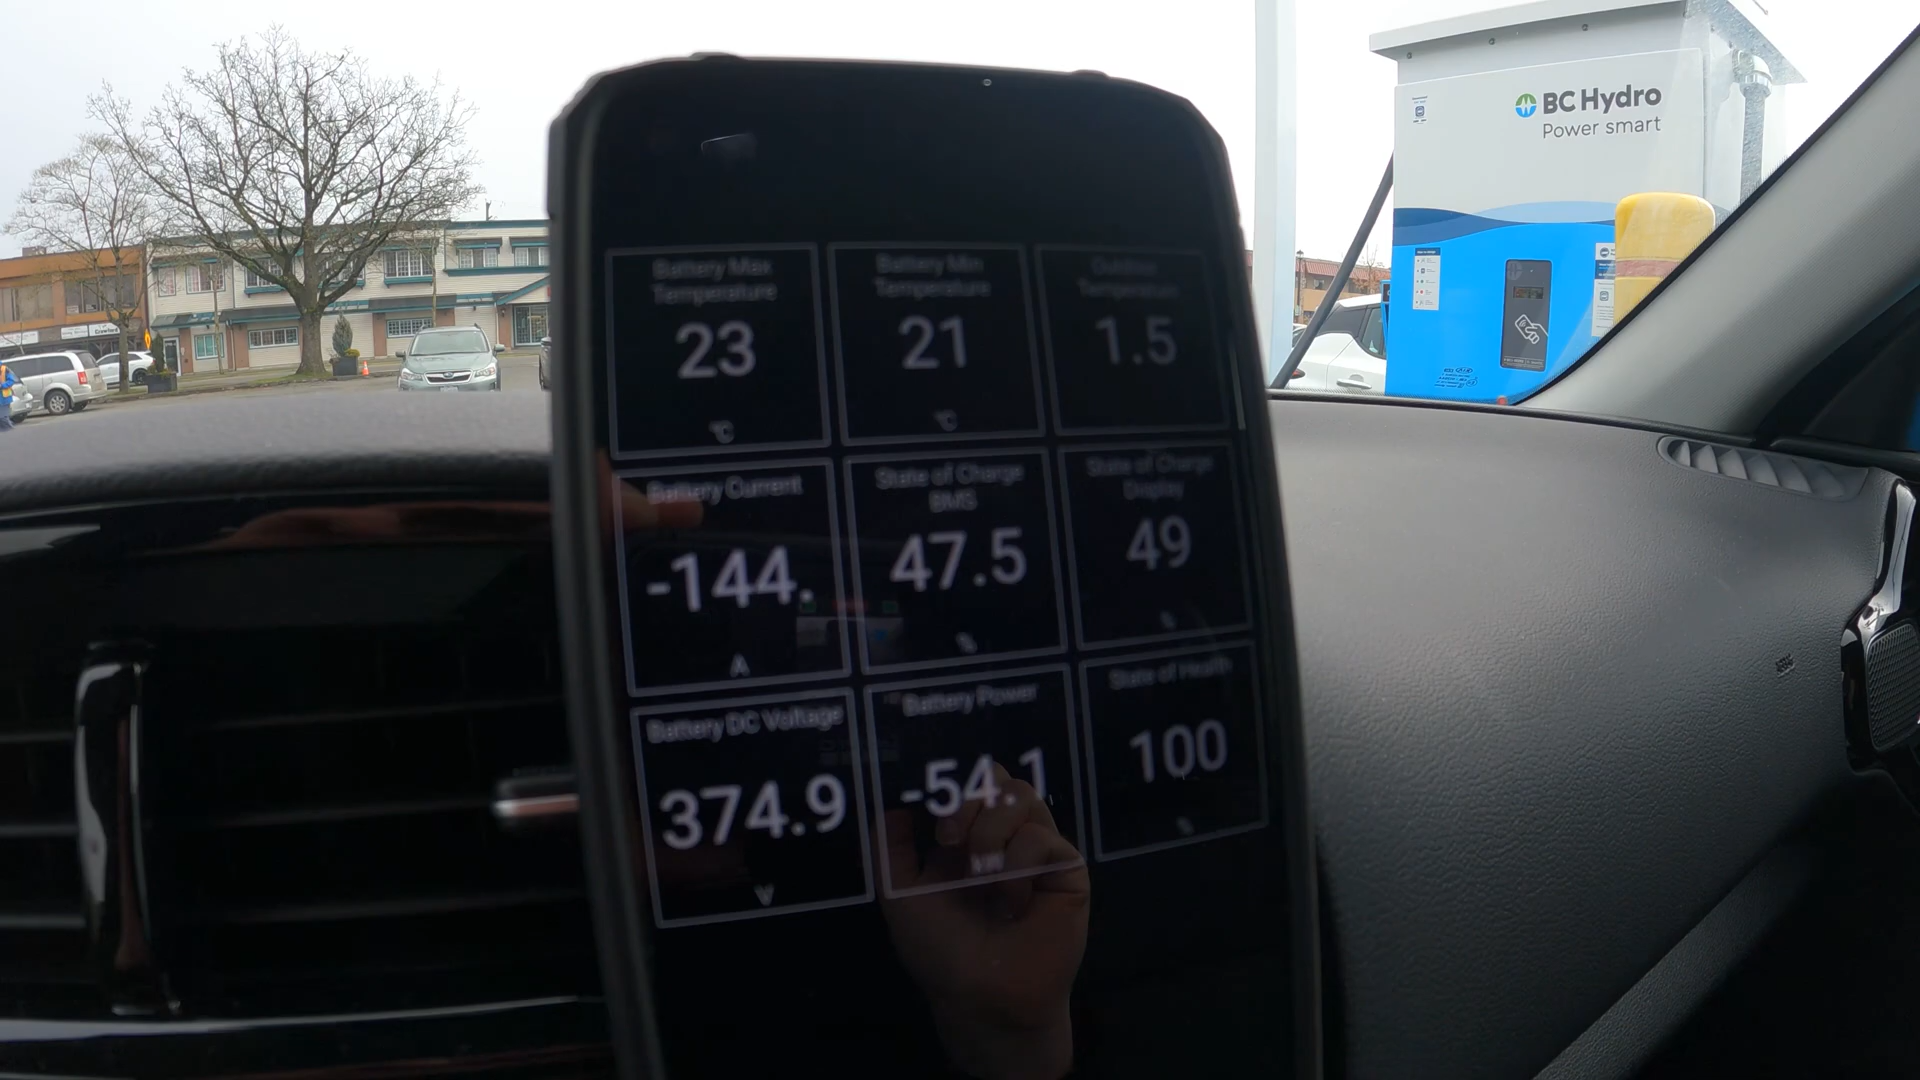 BC Hydro
Power smart
Battery Max
Temperature
23
°C
Battery Min
Temperature
21
°C
Outdoor
Temperature
1.5
Battery Current
-144.
A
State of Charge
BMS
47.5
%
State of Charge
Display
49
%
Battery DC Voltage
374.9
V
Battery Power
-54.1
kW
State of Health
100
%